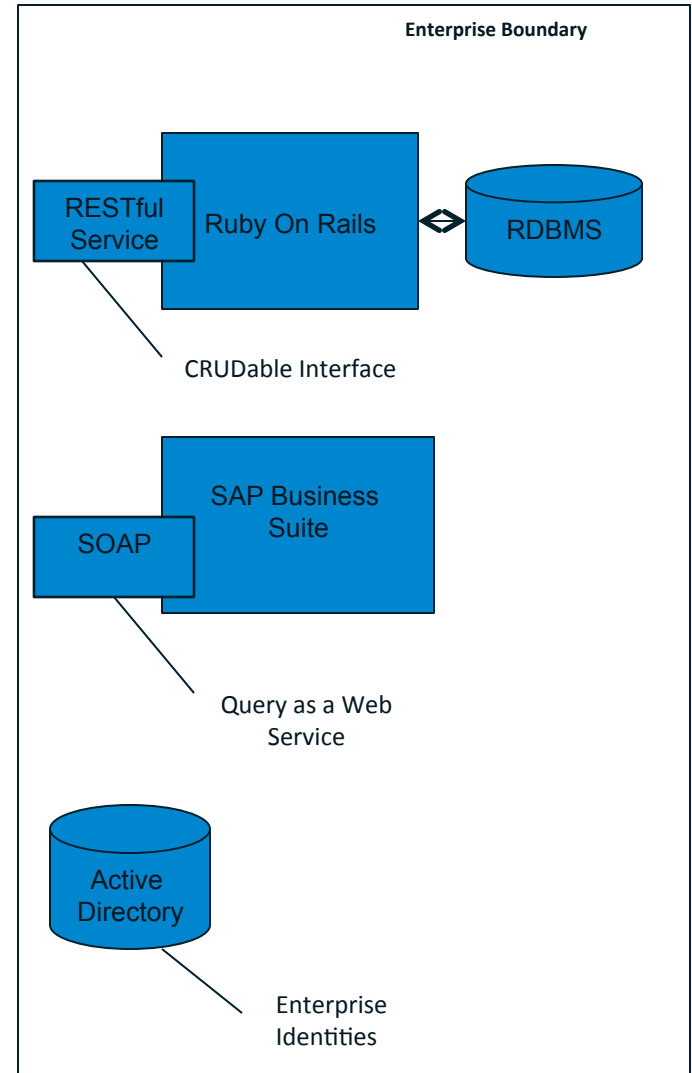 Enterprise Boundary
RESTful
Service
Ruby On Rails
RDBMS
CRUDable Interface
SAP Business
Suite
SOAP
Query as a Web
Service
Active
Directory
Enterprise
Identities